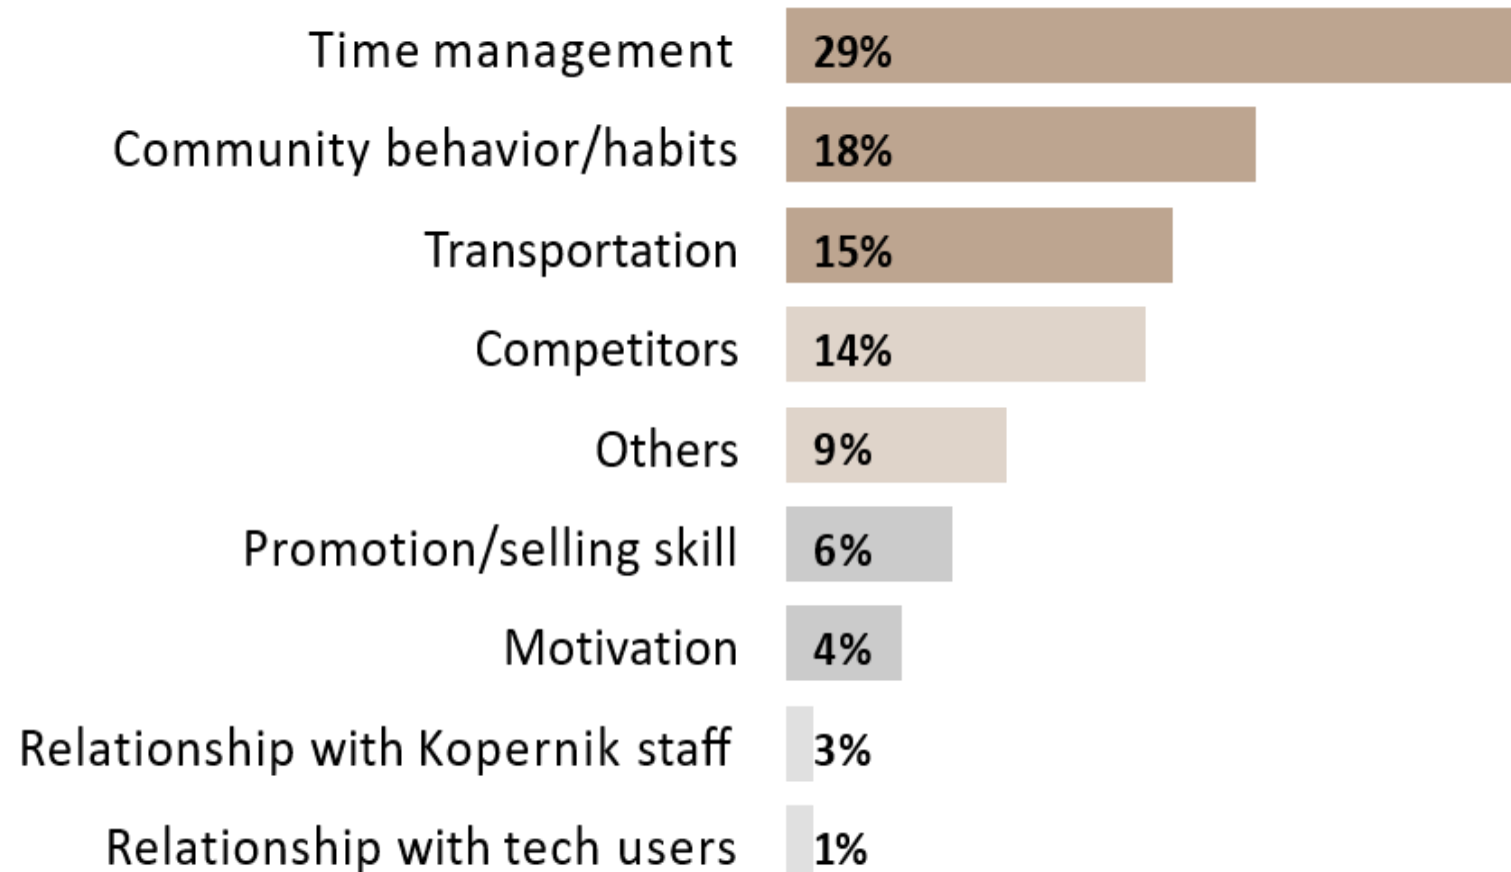 Time management 29%
Community behavior/habits 18%
Transportation 15%
Competitors 14%
Others 9%
Promotion/selling skill 6%
Motivation 4%
Relationship with Kopernik staff 3%
Relationship with tech users 1%